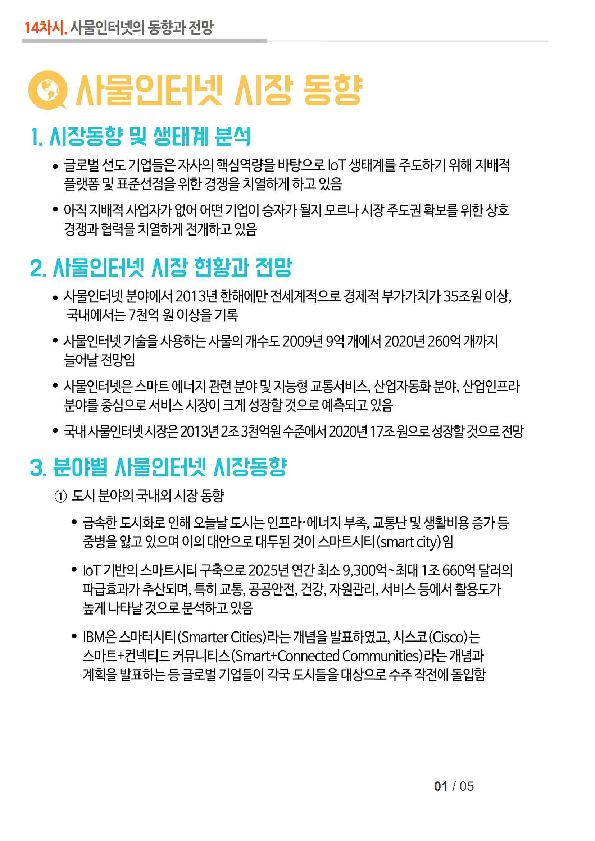 14차시. 사물인터넷의 동향과 전망
사물인터넷 시장 동향
1. 시장동향 및 생태계 분석
• 글로벌 선도 기업들은 자사의 핵심역량을 바탕으로 IoT 생태계를 주도하기 위해 지배적
플랫폼 및 표준선점을 위한 경쟁을 치열하게 하고 있음
• 아직 지배적 사업자가 없어 어떤 기업이 승자가 될지 모르나 시장 주도권 확보를 위한 상호
경쟁과 협력을 치열하게 전개하고 있음
2. 사물인터넷 시장 현황과 전망
• 사물인터넷 분야에서 2013년 한해에만 전세계적으로 경제적 부가가치가 35조원 이상,
국내에서는 7천억 원 이상을 기록
• 사물인터넷 기술을 사용하는 사물의 개수도 2009년 9억 개에서 2020년 260억 개까지
늘어날 전망임
• 사물인터넷은 스마트 에너지 관련 분야 및 지능형 교통서비스, 산업자동화 분야, 산업인프라
분야를 중심으로 서비스 시장이 크게 성장할 것으로 예측되고 있음
• 국내 사물인터넷 시장은 2013년 2조 3천억원 수준에서 2020년 17조 원으로 성장할 것으로 전망
3. 분야별 사물인터넷 시장동향
① 도시 분야의 국내외 시장 동향
• 급속한 도시화로 인해 오늘날 도시는 인프라·에너지 부족, 교통난 및 생활비용 증가 등
중병을 앓고 있으며 이의 대안으로 대두된 것이 스마트시티(smart city)임
• IoT 기반의 스마트시티 구축으로 2025년 연간 최소 9,300억~최대 1조 660억 달러의
파급효과가 추산되며, 특히 교통, 공공안전, 건강, 자원관리, 서비스 등에서 활용도가
높게 나타날 것으로 분석하고 있음
• IBM은 스마터시티(Smarter Cities)라는 개념을 발표하였고, 시스코(Cisco)는
스마트+컨넥티드 커뮤니티스(Smart+Connected Communities)라는 개념과
계획을 발표하는 등 글로벌 기업들이 각국 도시들을 대상으로 수주 작전에 돌입함
01 / 05